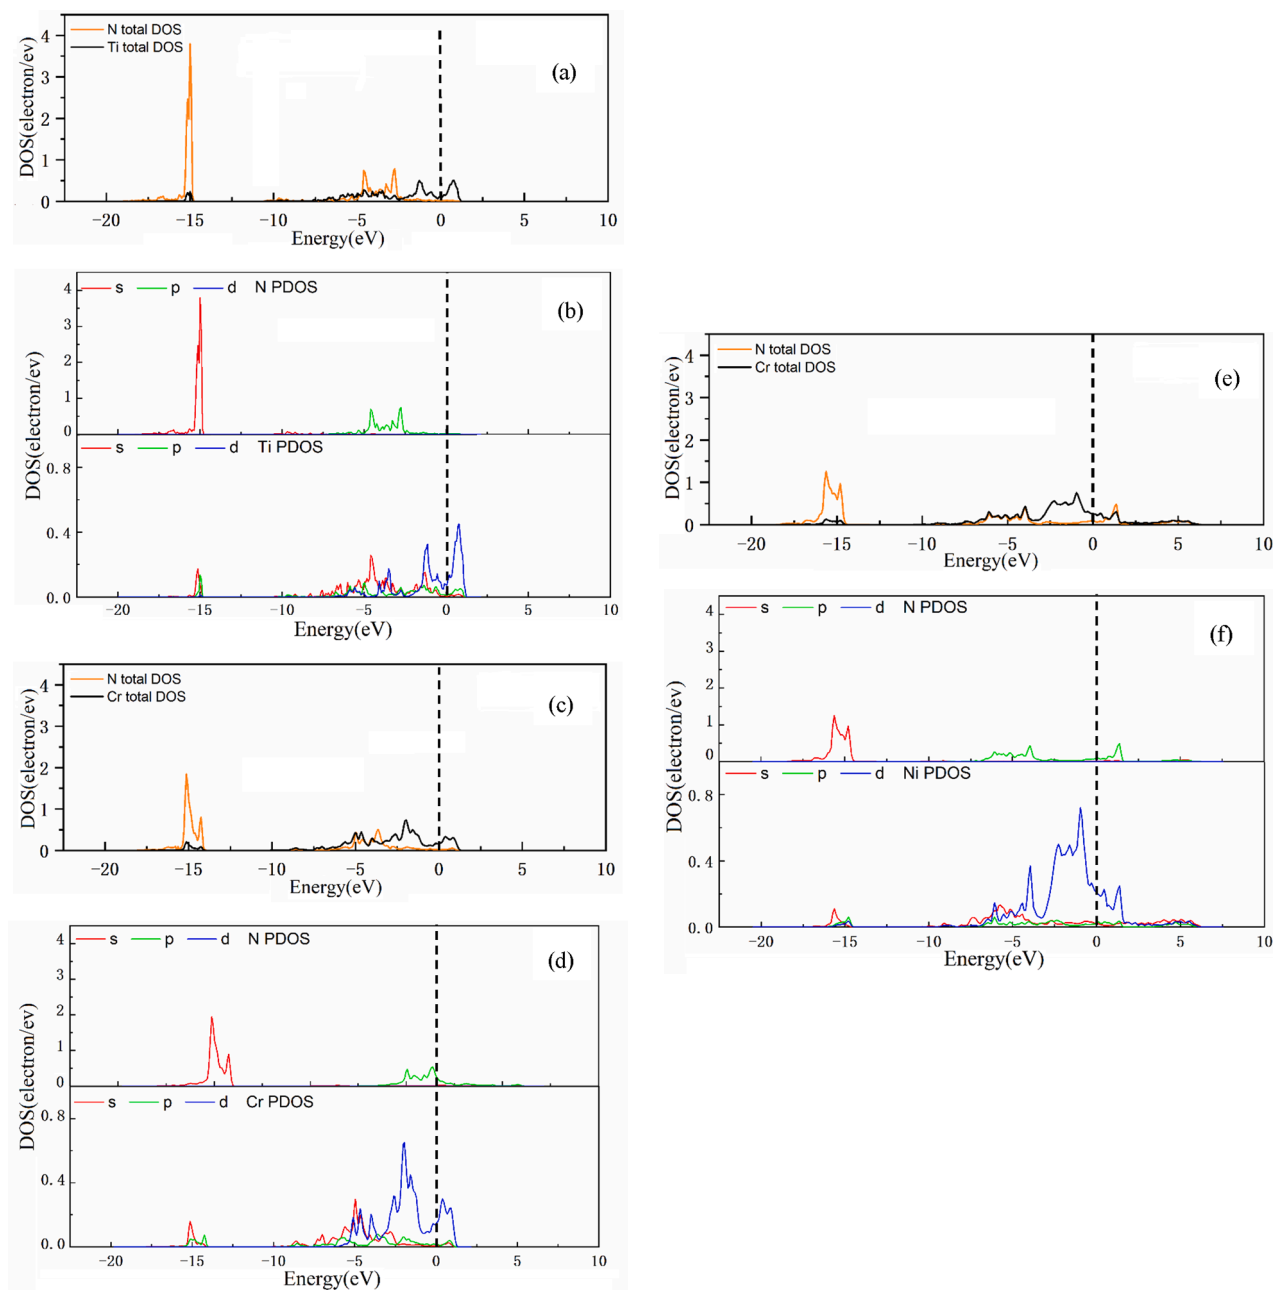 N total DOS
Ti total DOS
(a)
DOS(electron/ev)
4
3
2
1
0
−20 −15 −10 −5 0 5 10
Energy(eV)
s p d N PDOS
(b)
4
3
2
1
0
s p d Ti PDOS
DOS(electron/ev)
0.8
0.4
0.0
−20 −15 −10 −5 0 5 10
Energy(eV)
N total DOS
Cr total DOS
(c)
DOS(electron/ev)
4
3
2
1
0
−20 −15 −10 −5 0 5 10
Energy(eV)
s p d N PDOS
(d)
4
3
2
1
0
s p d Cr PDOS
DOS(electron/ev)
0.8
0.4
0.0
−20 −15 −10 −5 0 5 10
Energy(eV)
N total DOS
Cr total DOS
(e)
DOS(electron/ev)
4
3
2
1
0
−20 −15 −10 −5 0 5 10
Energy(eV)
s p d N PDOS
(f)
4
3
2
1
0
s p d Ni PDOS
DOS(electron/ev)
0.8
0.4
0.0
−20 −15 −10 −5 0 5 10
Energy(eV)